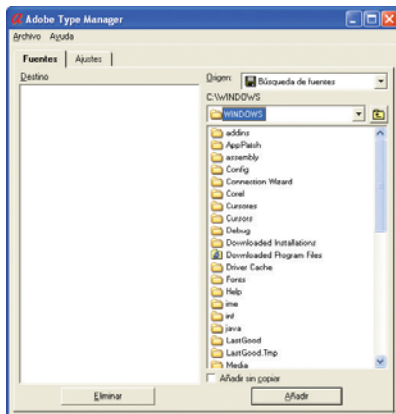 Adobe Type Manager
Archivo Ayuda
Fuentes Ajustes
Destino
Origen: Búsqueda de fuentes
C:\WINDOWS
WINDOWS
addins
AppPatch
assembly
Config
Connection Wizard
Corel
Cursores
Cursors
Debug
Downloaded Installations
Downloaded Program Files
Driver Cache
Fonts
Help
ime
inf
java
LastGood
LastGood.Tmp
Media
Añadir sin copiar
Eliminar Añadir